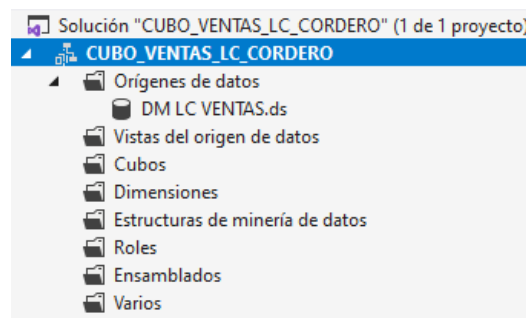 Solución "CUBO_VENTAS_LC_CORDERO" (1 de 1 proyecto)
CUBO_VENTAS_LC_CORDERO
Orígenes de datos
DM LC VENTAS.ds
Vistas del origen de datos
Cubos
Dimensiones
Estructuras de minería de datos
Roles
Ensamblados
Varios